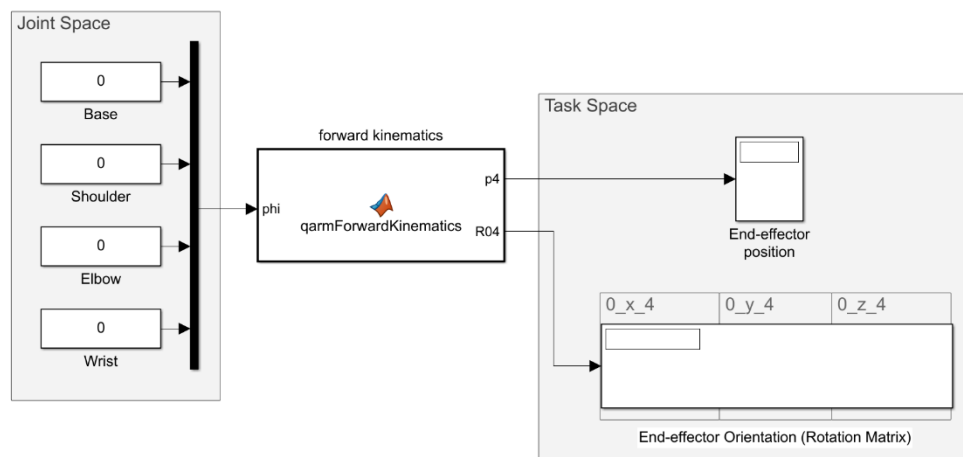 Joint Space
0
Base
0
Shoulder
0
Elbow
0
Wrist
forward kinematics
phi
qarmForwardKinematics
p4
R04
Task Space
End-effector
position
0_x_4
0_y_4
0_z_4
End-effector Orientation (Rotation Matrix)